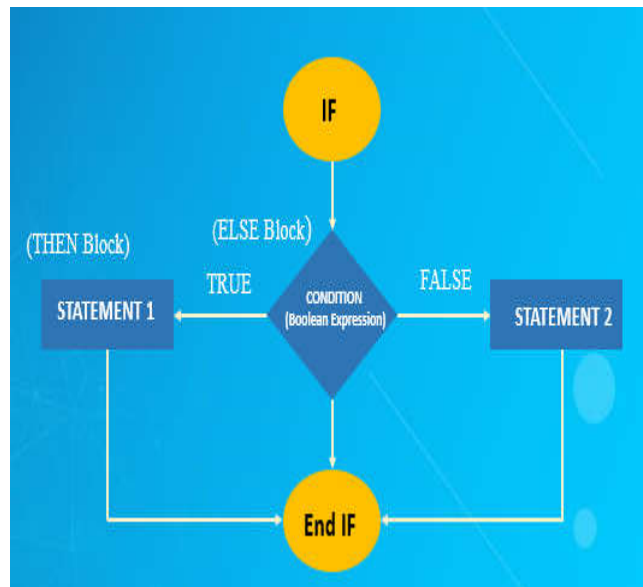 IF
(ELSE Block)
(THEN Block)
TRUE
FALSE
CONDITION
(Boolean Expression)
STATEMENT 1
STATEMENT 2
End IF